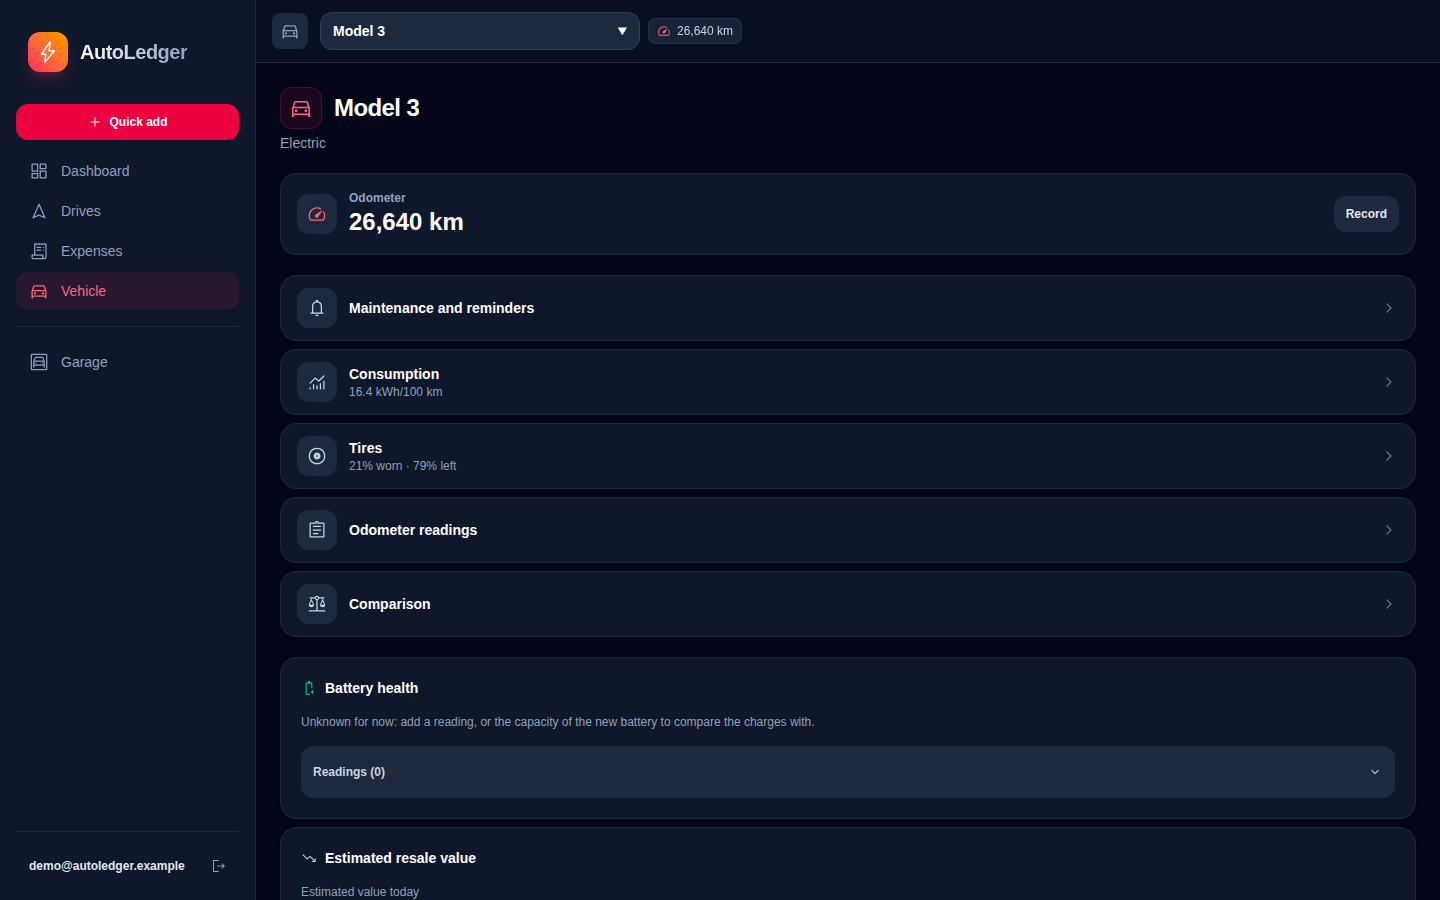 AutoLedger
Quick add
Dashboard
Drives
Expenses
Vehicle
Garage
demo@autoledger.example
Model 3
26,640 km
Model 3
Electric
Odometer
26,640 km
Record
Maintenance and reminders
Consumption
16.4 kWh/100 km
Tires
21% worn · 79% left
Odometer readings
Comparison
Battery health
Unknown for now: add a reading, or the capacity of the new battery to compare the charges with.
Readings (0)
Estimated resale value
Estimated value today